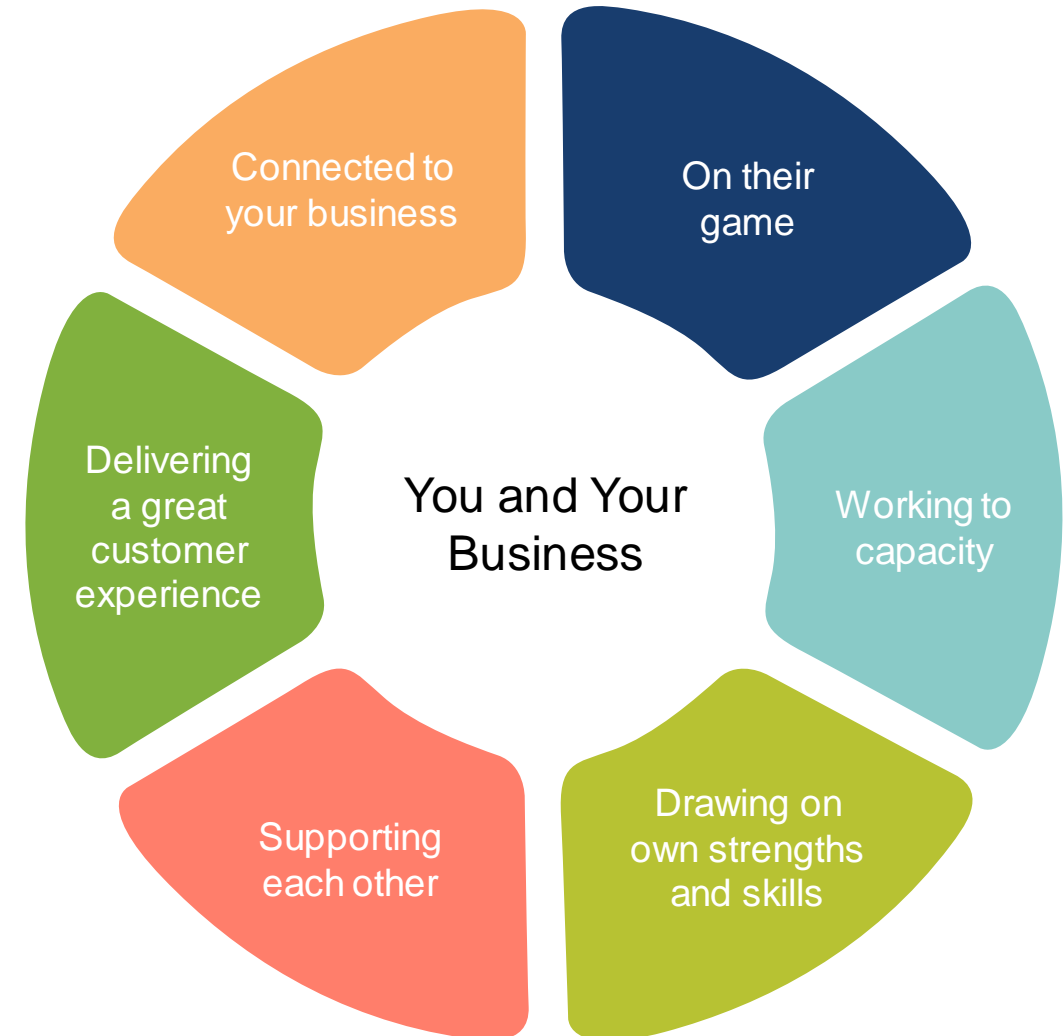 Connected to
your business
On their
game
Working to
capacity
Drawing on
own strengths
and skills
Supporting
each other
Delivering
a great
customer
experience
You and Your
Business